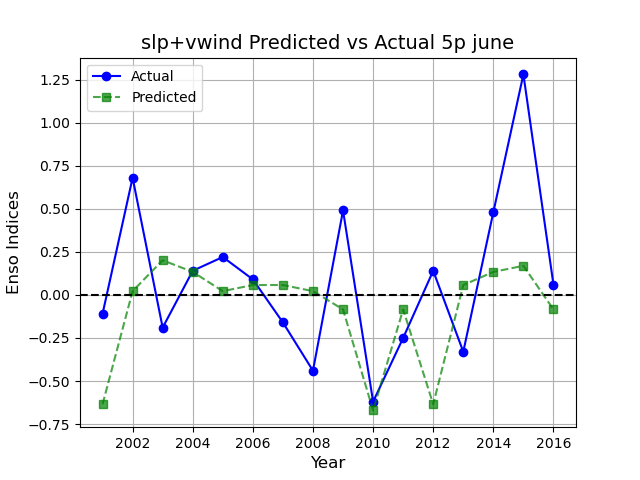 slp+vwind Predicted vs Actual 5p june
Actual
Predicted
Enso Indices
1.25
1.00
0.75
0.50
0.25
0.00
−0.25
−0.50
−0.75
2002 2004 2006 2008 2010 2012 2014 2016
Year